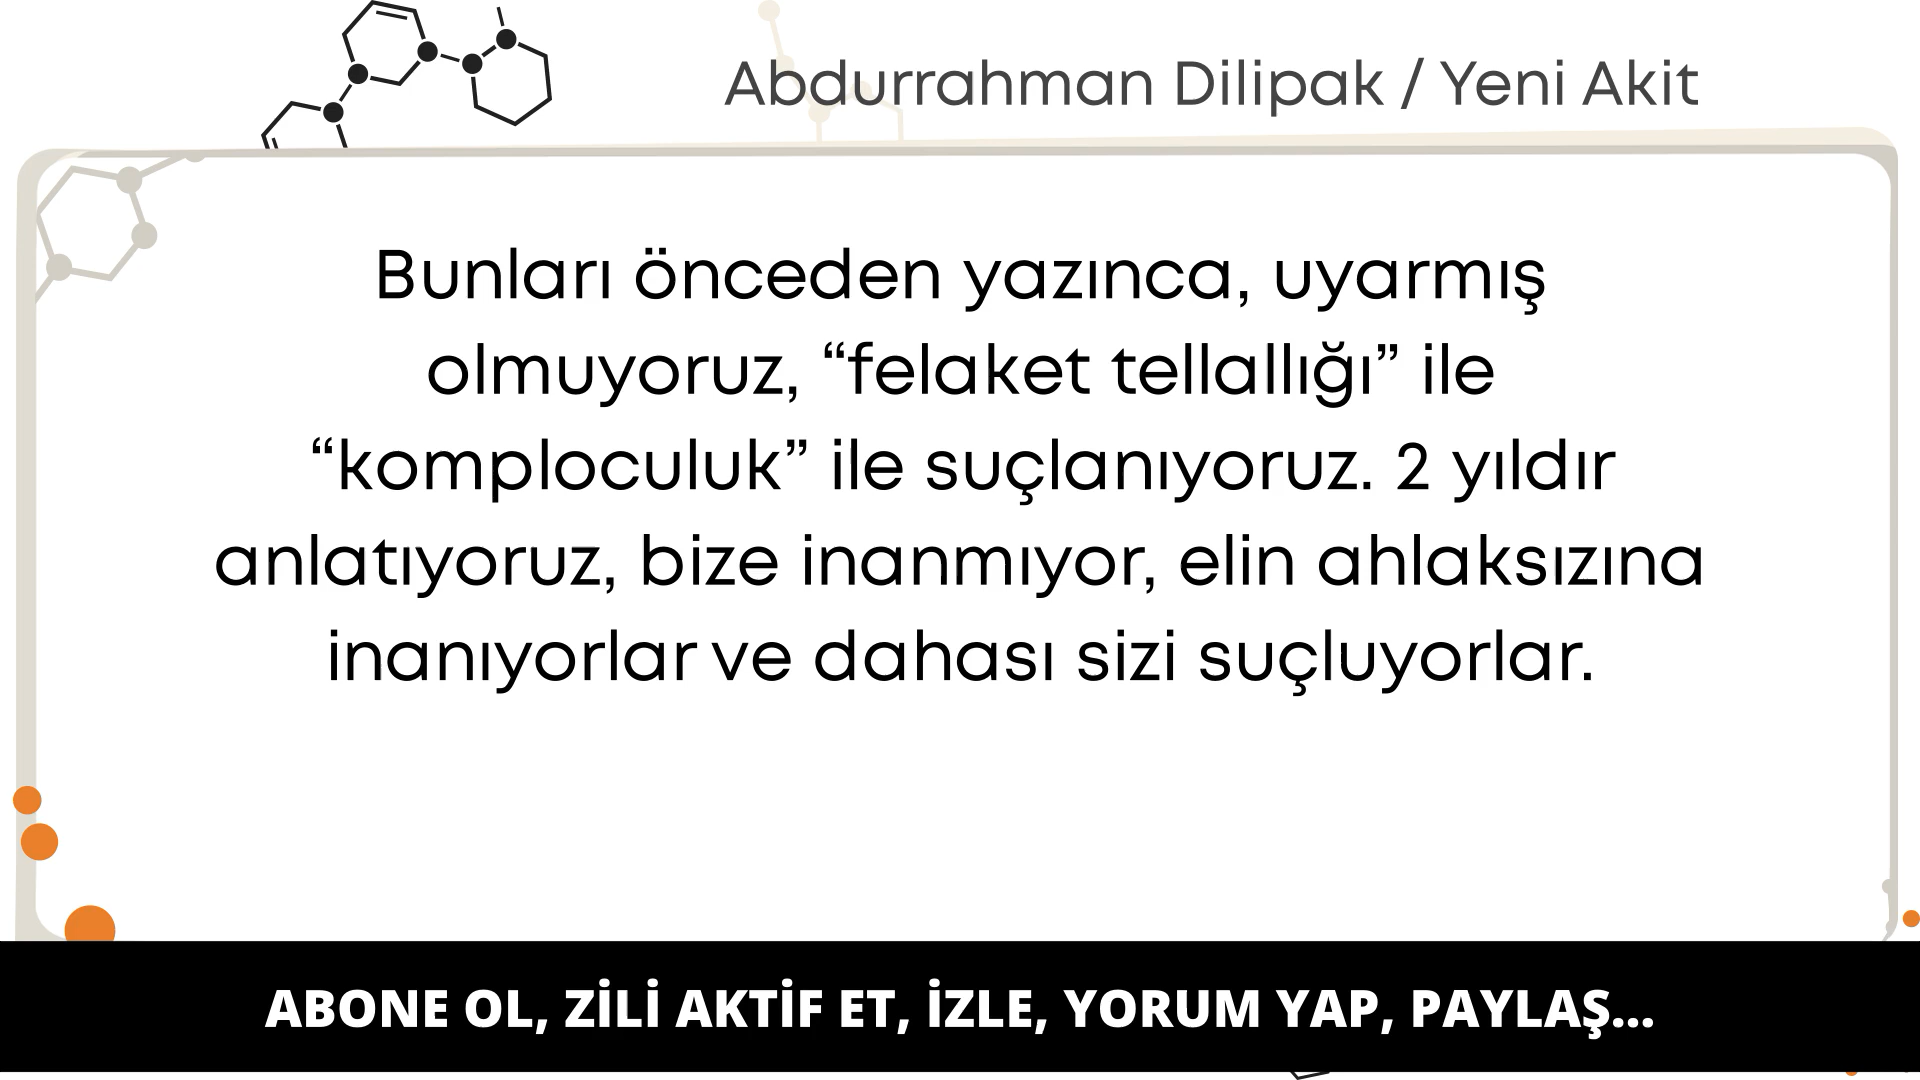 Abdurrahman Dilipak / Yeni Akit
Bunları önceden yazınca, uyarmış
olmuyoruz, “felaket tellallığı” ile
“komploculuk” ile suçlanıyoruz. 2 yıldır
anlatıyoruz, bize inanmıyor, elin ahlaksızına
inanıyorlar ve dahası sizi suçluyorlar.
ABONE OL, ZİLİ AKTİF ET, İZLE, YORUM YAP, PAYLAŞ...